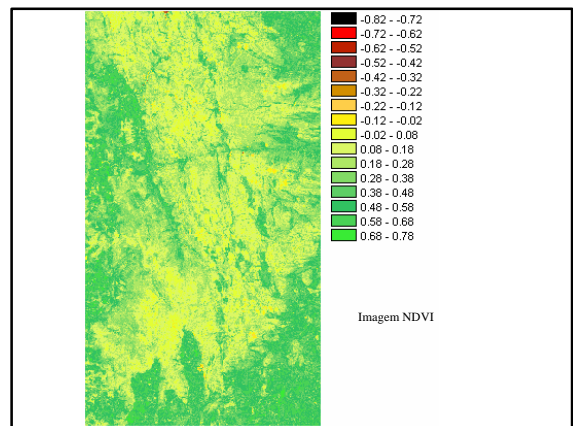 -0.82 - -0.72
-0.72 - -0.62
-0.62 - -0.52
-0.52 - -0.42
-0.42 - -0.32
-0.32 - -0.22
-0.22 - -0.12
-0.12 - -0.02
-0.02 - 0.08
0.08 - 0.18
0.18 - 0.28
0.28 - 0.38
0.38 - 0.48
0.48 - 0.58
0.58 - 0.68
0.68 - 0.78
Imagem NDVI